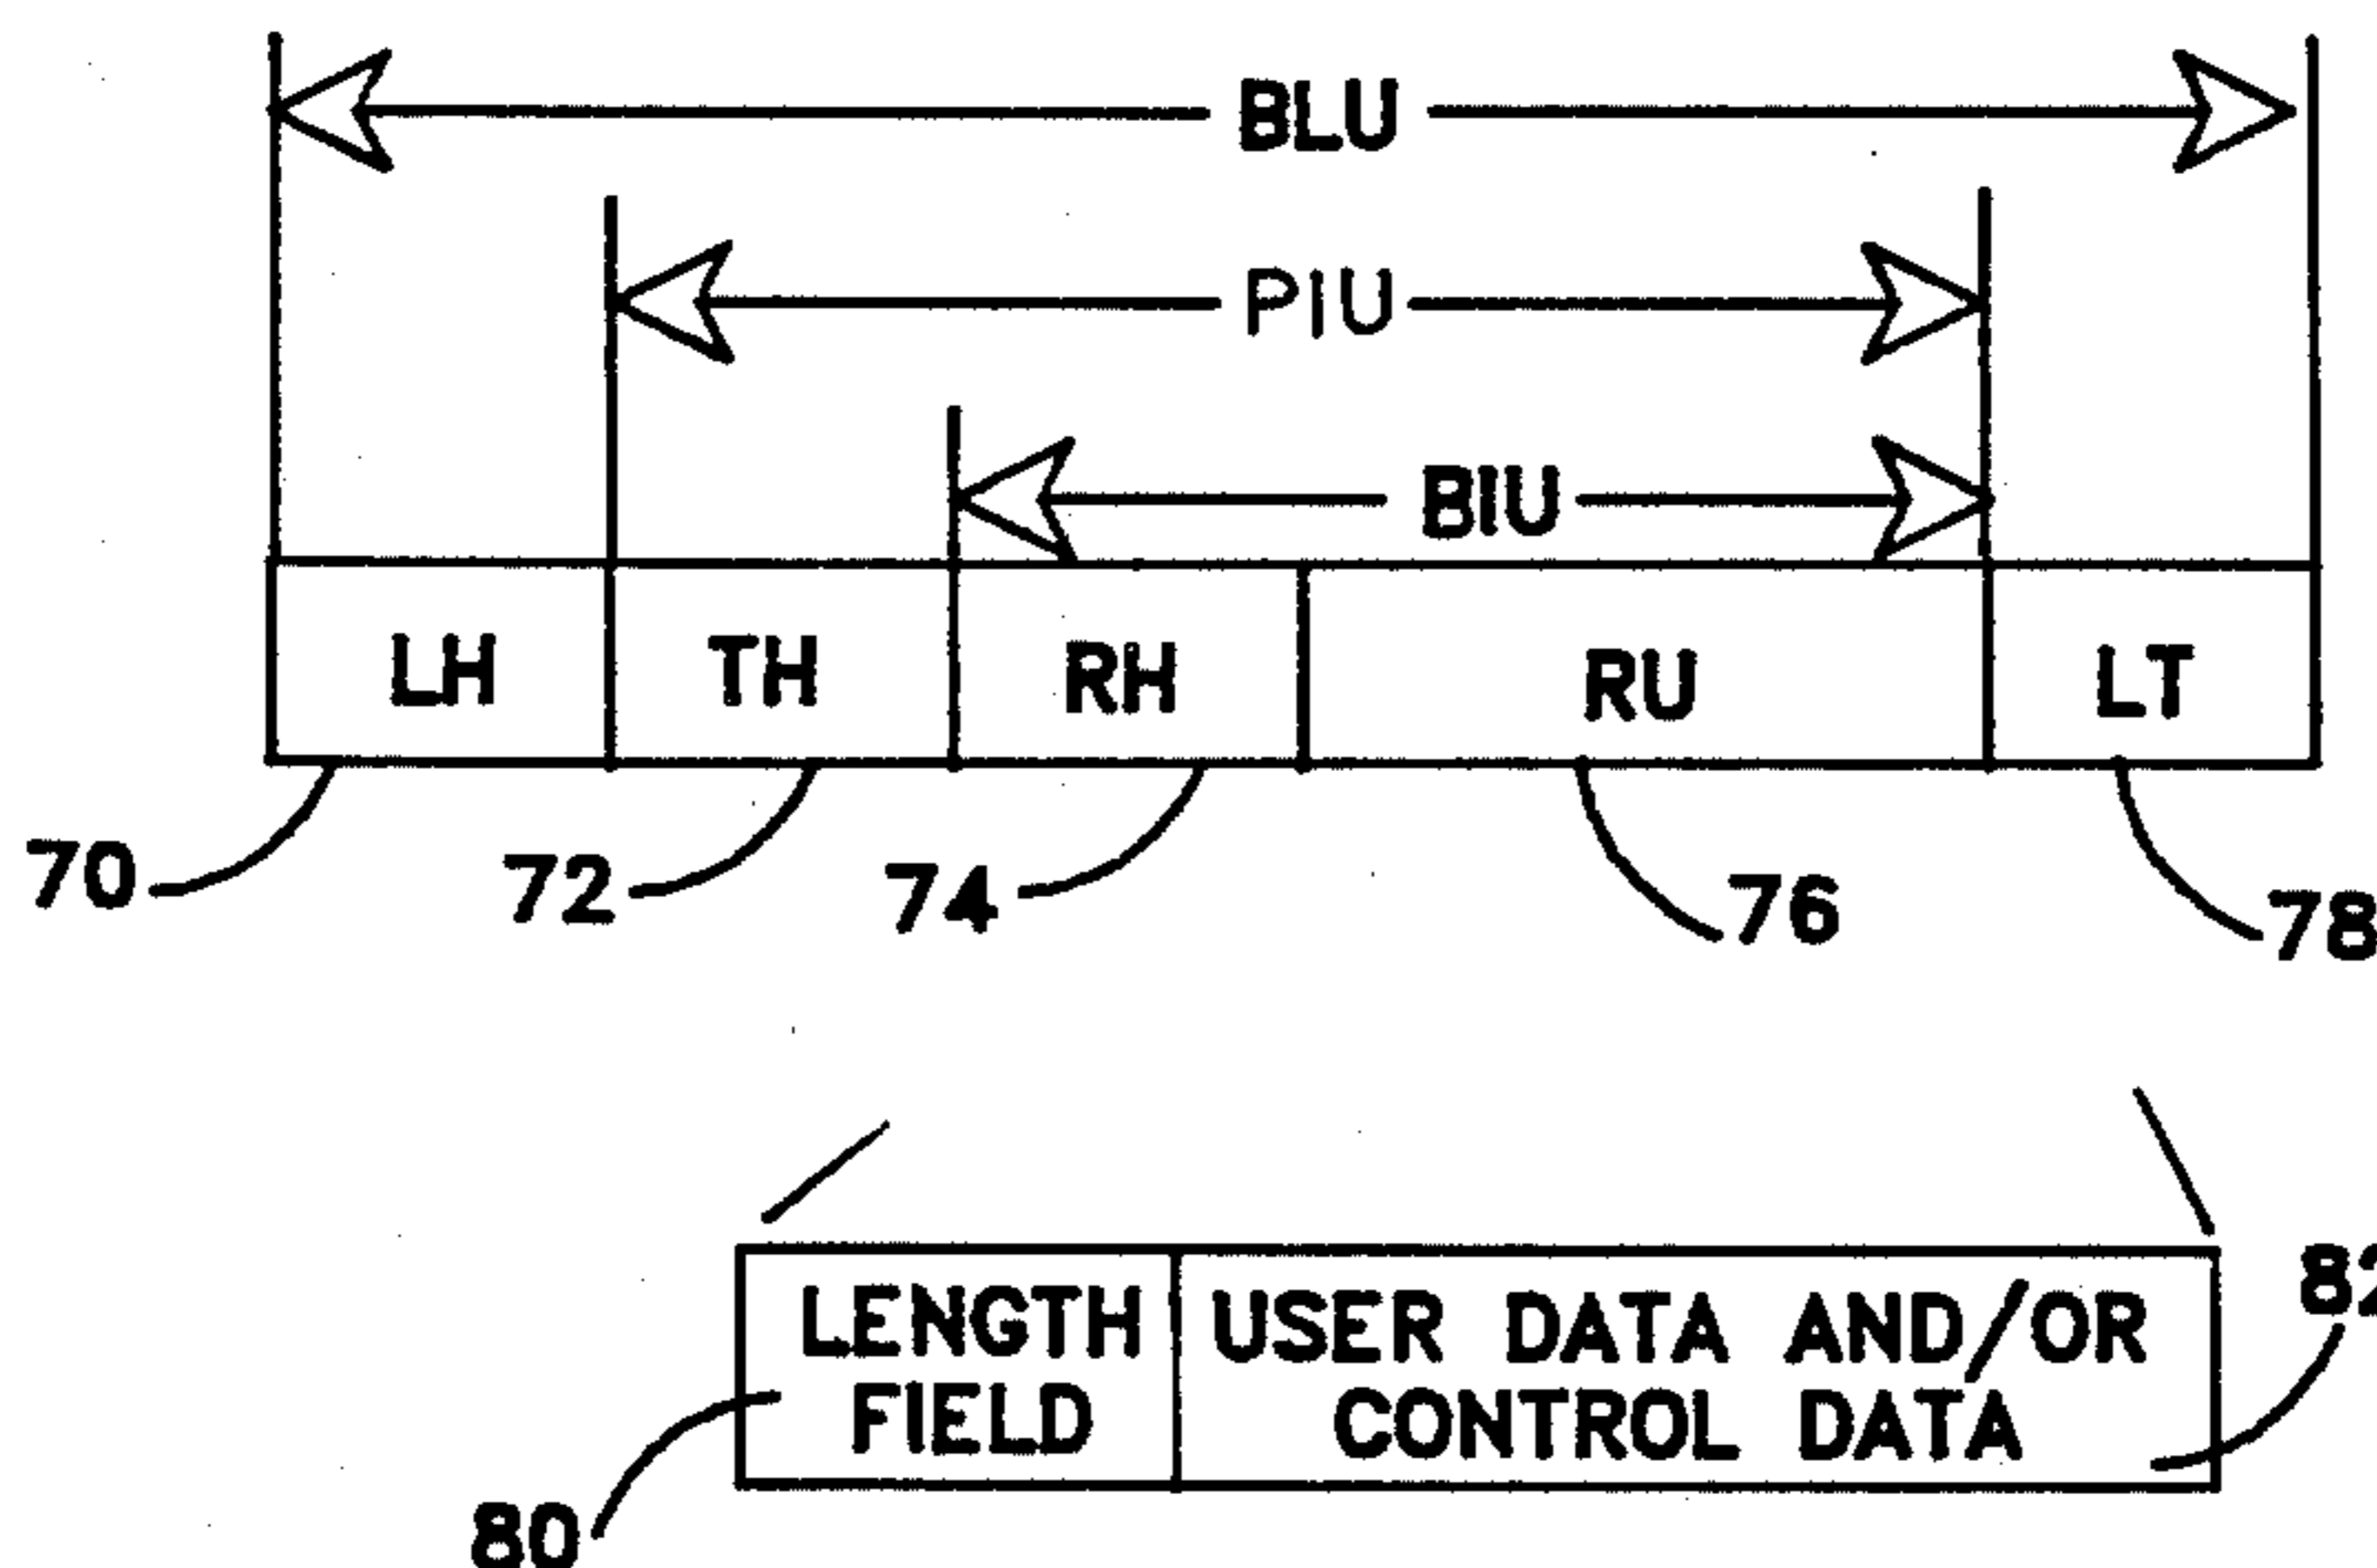 BLU
PIU
BIU
LH TH RH RU LT
70 72 74 76 78
LENGTH USER DATA AND/OR
FIELD CONTROL DATA
82
80